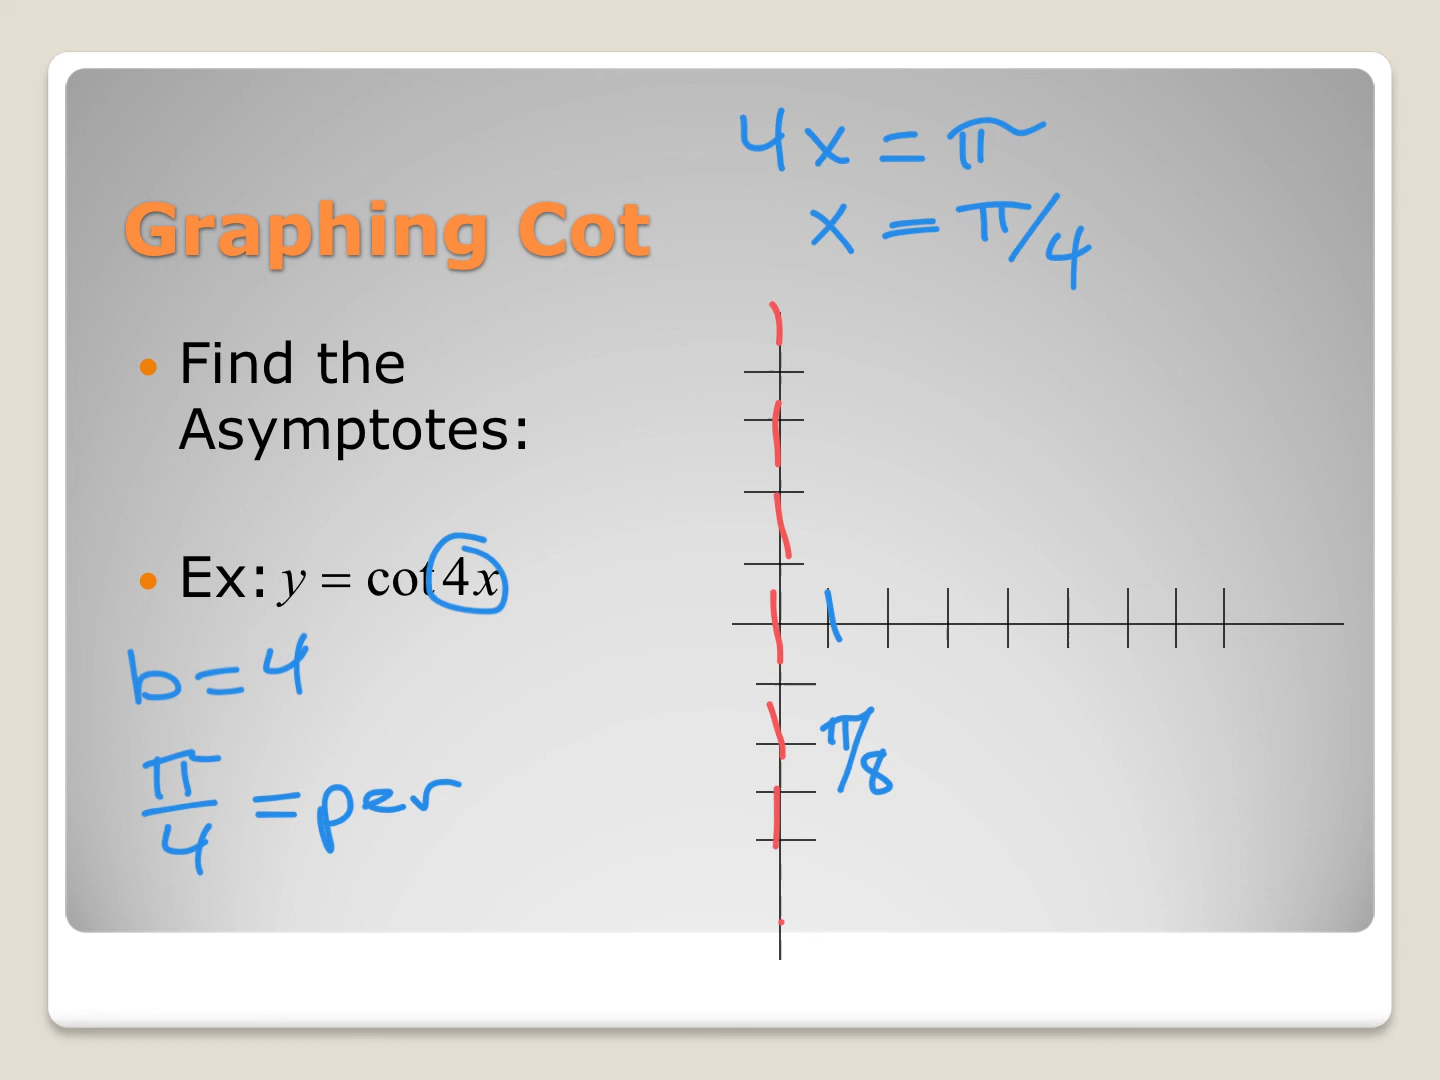 4x = π
x = π/4
Graphing Cot
Find the
Asymptotes:
Ex: y = cot 4x
b = 4
π/4 = per
π/8